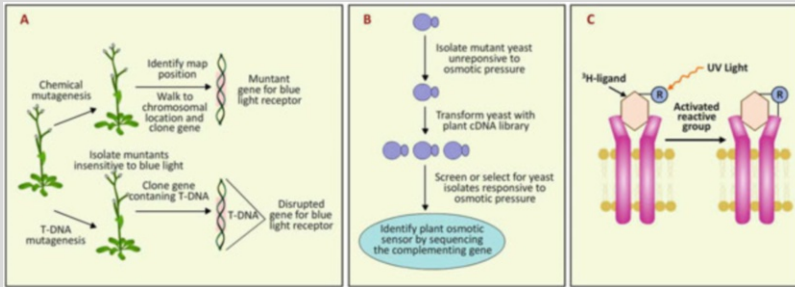 A
Chemical
mutagenesis
Identify map
position
Walk to
chromosomal
location and
clone gene
Muntant
gene for blue
light receptor
Isolate muntants
insensitive to blue light
T-DNA
mutagenesis
Clone gene
contaning T-DNA
T-DNA
Disrupted
gene for blue
light receptor
B
Isolate mutant yeast
unresponsive to
osmotic pressure
Transform yeast with
plant cDNA library
Screen or select for yeast
isolates responsive to
osmotic pressure
Identify plant osmotic
sensor by sequencing
the complementing gene
C
³H-ligand
R
UV Light
Activated
reactive
group
R